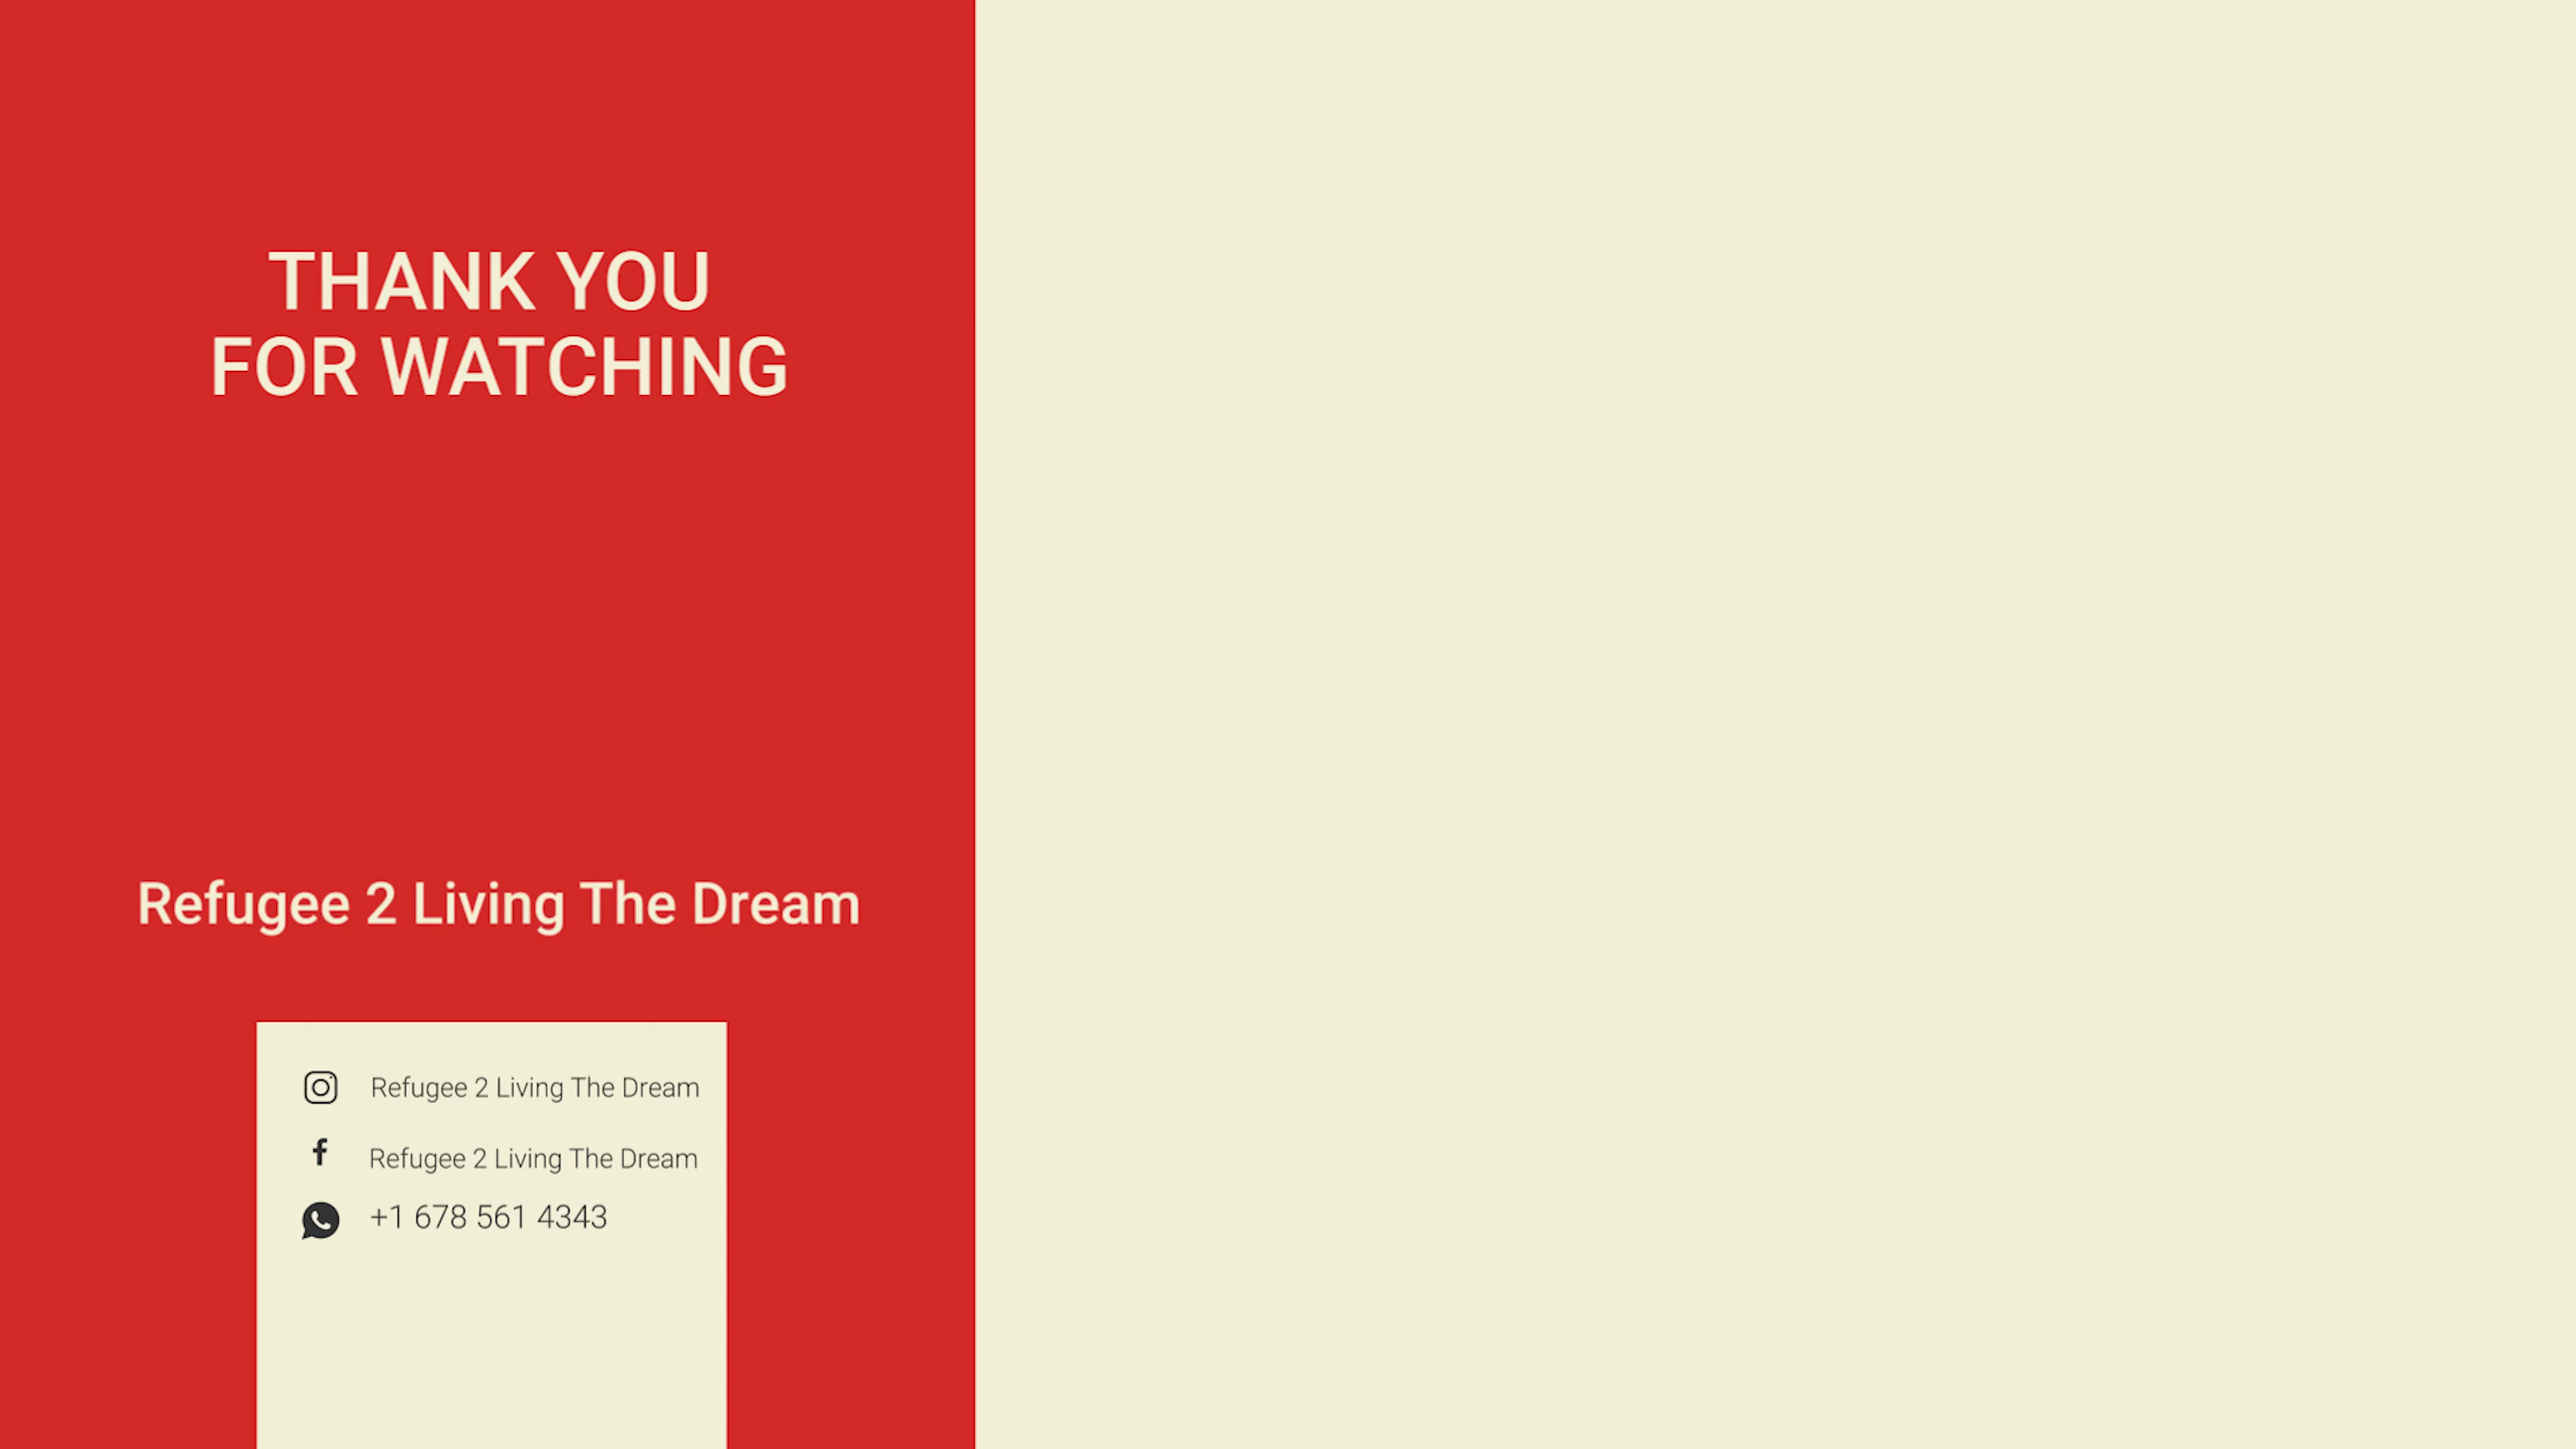 THANK YOU
FOR WATCHING
Refugee 2 Living The Dream
Refugee 2 Living The Dream
Refugee 2 Living The Dream
+1 678 561 4343